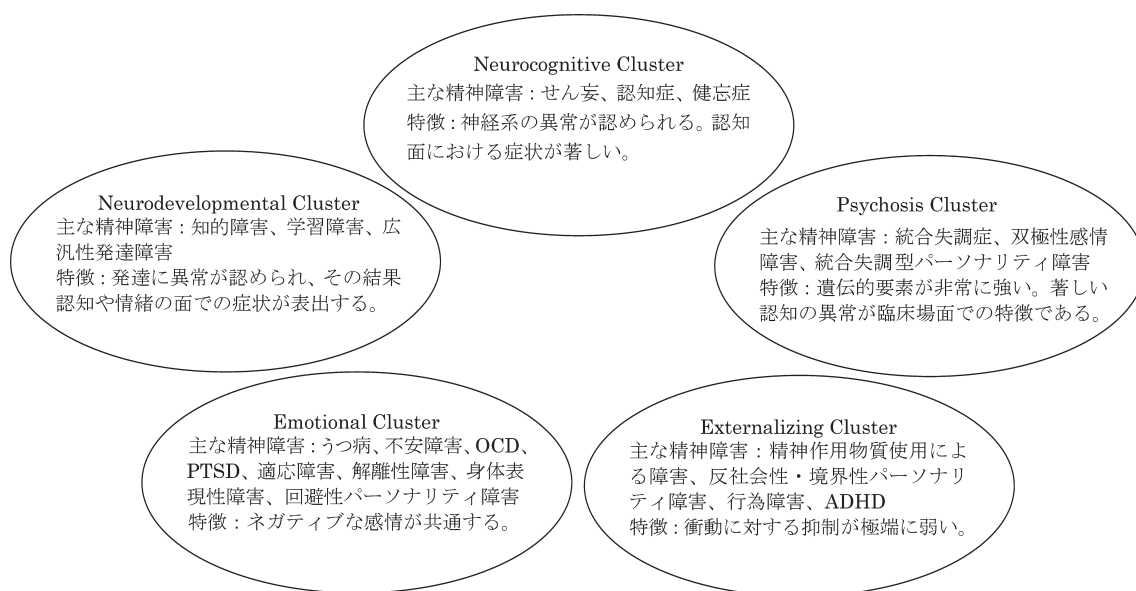 Neurocognitive Cluster
主な精神障害：せん妄、認知症、健忘症
特徴：神経系の異常が認められる。認知
面における症状が著しい。
Neurodevelopmental Cluster
主な精神障害：知的障害、学習障害、広
汎性発達障害
特徴：発達に異常が認められ、その結果
認知や情緒の面での症状が表出する。
Psychosis Cluster
主な精神障害：統合失調症、双極性感情
障害、統合失調型パーソナリティ障害
特徴：遺伝的要素が非常に強い。著しい
認知の異常が臨床場面での特徴である。
Emotional Cluster
主な精神障害：うつ病、不安障害、OCD、
PTSD、適応障害、解離性障害、身体表
現性障害、回避性パーソナリティ障害
特徴：ネガティブな感情が共通する。
Externalizing Cluster
主な精神障害：精神作用物質使用によ
る障害、反社会性・境界性パーソナリ
ティ障害、行為障害、ADHD
特徴：衝動に対する抑制が極端に弱い。